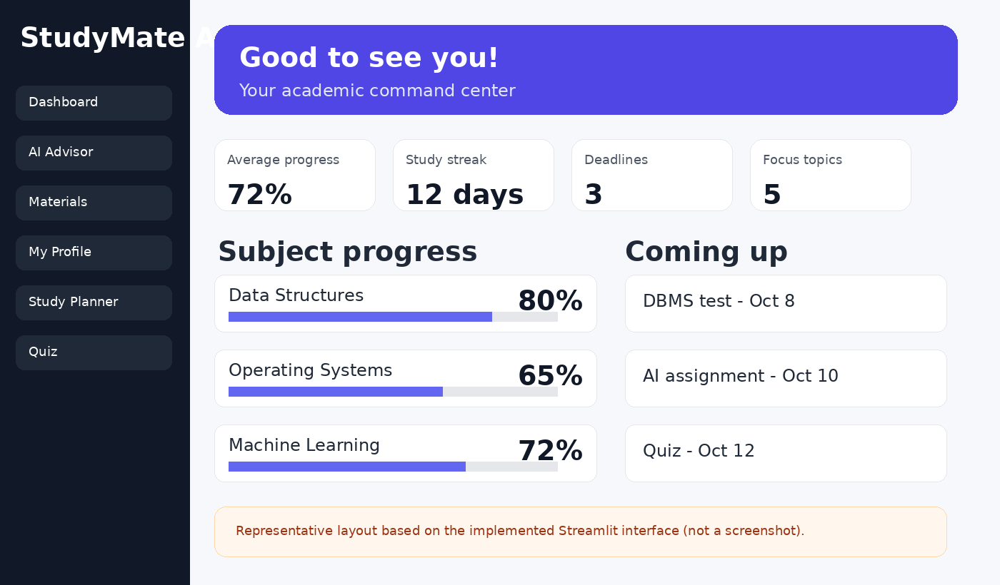 StudyMate A
Dashboard
AI Advisor
Materials
My Profile
Study Planner
Quiz
Good to see you!
Your academic command center
Average progress
72%
Study streak
12 days
Deadlines
3
Focus topics
5
Subject progress
Data Structures
80%
Operating Systems
65%
Machine Learning
72%
Coming up
DBMS test - Oct 8
AI assignment - Oct 10
Quiz - Oct 12
Representative layout based on the implemented Streamlit interface (not a screenshot).